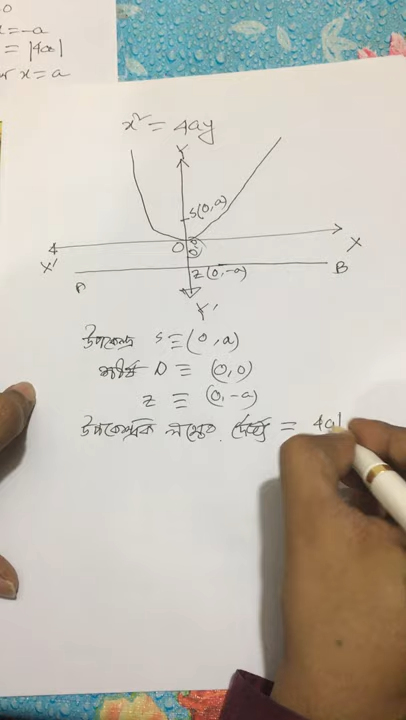 x = -a
= |4a|
x = a
x² = 4ay
Y
S(0,a)
X' O X
A Z(0,-a) B
Y'
উপকেন্দ্র S ≡ (0, a)
শীর্ষ ≡ (0,0)
Z ≡ (0,-a)
উপকেন্দ্রিক লম্বের দৈর্ঘ্য = 4a